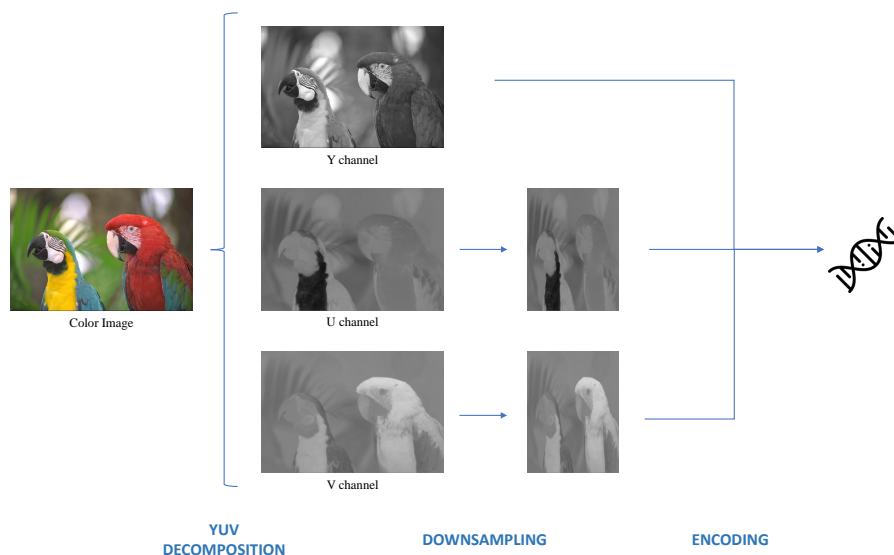 Y channel
Color Image
U channel
V channel
YUV
DECOMPOSITION
DOWNSAMPLING
ENCODING